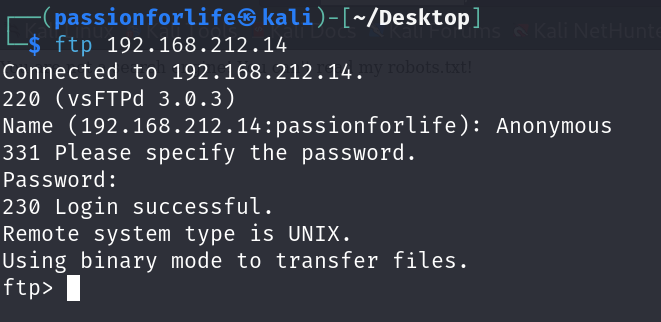 ┌──(passionforlife㉿kali)-[~/Desktop]
└─$ ftp 192.168.212.14
Connected to 192.168.212.14.
220 (vsFTPd 3.0.3)
Name (192.168.212.14:passionforlife): Anonymous
331 Please specify the password.
Password:
230 Login successful.
Remote system type is UNIX.
Using binary mode to transfer files.
ftp>